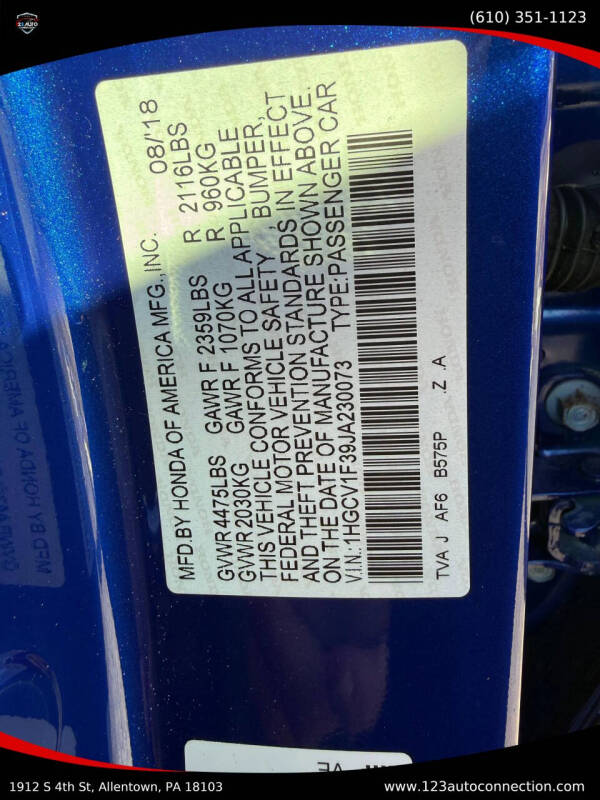 123 AUTO
(610) 351-1123
MFD.BY HONDA OF AMERICA MFG.,INC. 08/'18
GVWR 4475LBS GAWR F 2359LBS R 2116LBS
GVWR 2030KG GAWR F 1070KG R 960KG
THIS VEHICLE CONFORMS TO ALL APPLICABLE
FEDERAL MOTOR VEHICLE SAFETY , BUMPER,
AND THEFT PREVENTION STANDARDS, IN EFFECT
ON THE DATE OF MANUFACTURE SHOWN ABOVE.
V.I.N.:1HGCV1F39JA230073 TYPE:PASSENGER CAR
TVA J AF6 B575P .Z .A
1912 S 4th St, Allentown, PA 18103
www.123autoconnection.com